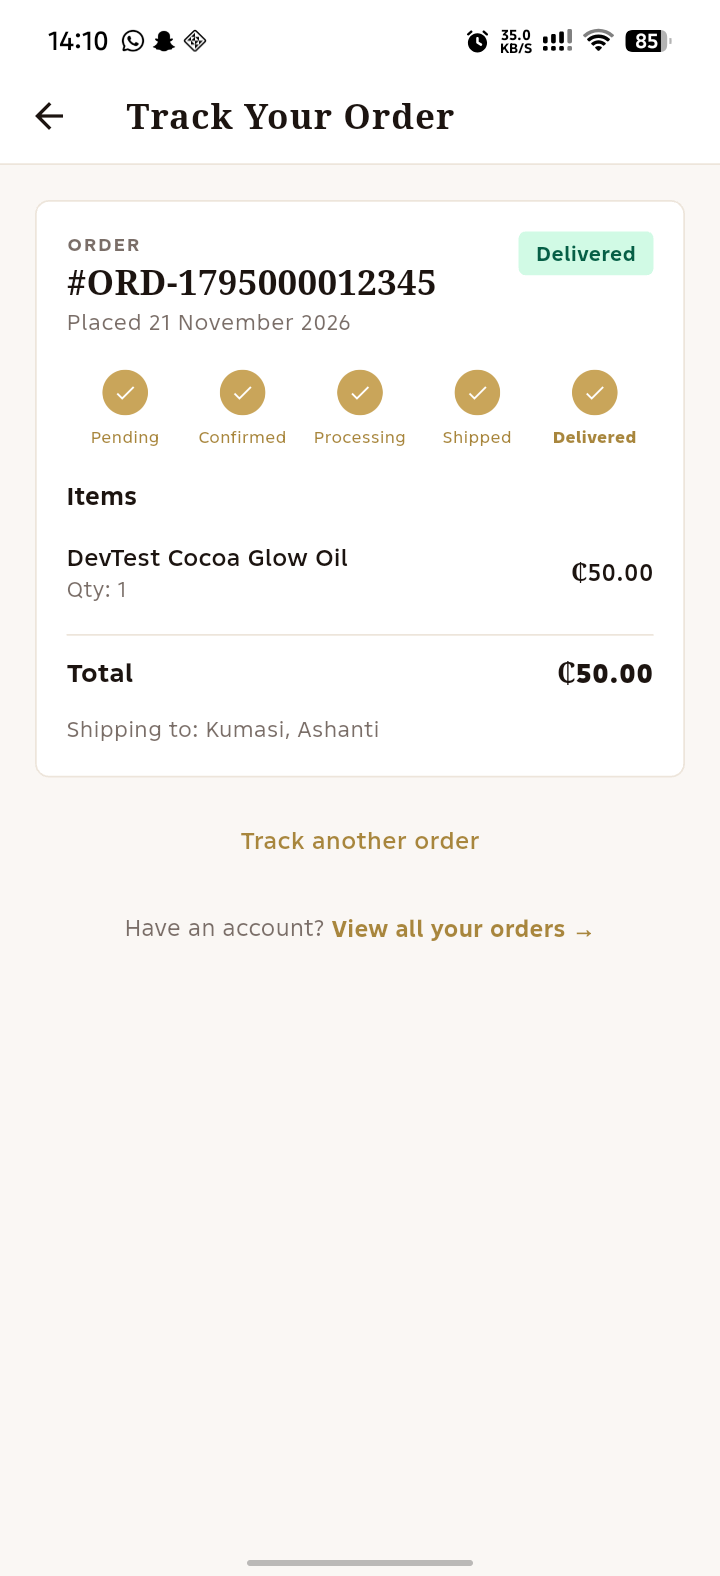 14:10
35.0
KB/S
85
Track Your Order
ORDER
Delivered
#ORD-1795000012345
Placed 21 November 2026
Pending Confirmed Processing Shipped Delivered
Items
DevTest Cocoa Glow Oil
Qty: 1
₵50.00
Total ₵50.00
Shipping to: Kumasi, Ashanti
Track another order
Have an account? View all your orders →